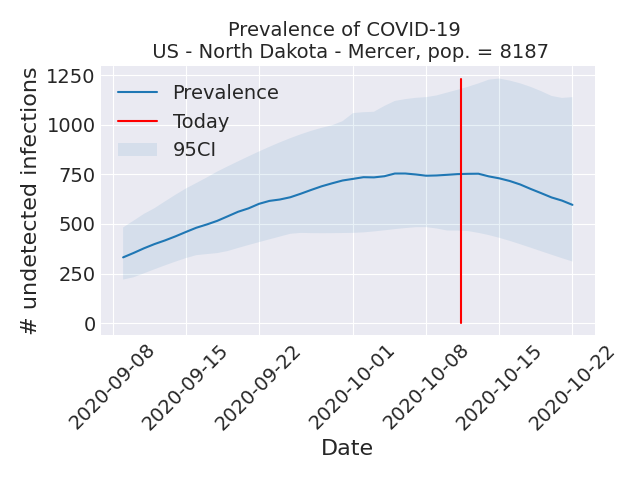 Prevalence of COVID-19
US - North Dakota - Mercer, pop. = 8187
# undetected infections
1250
1000
750
500
250
0
Prevalence
Today
95CI
2020-09-08
2020-09-15
2020-09-22
2020-10-01
2020-10-08
2020-10-15
2020-10-22
Date